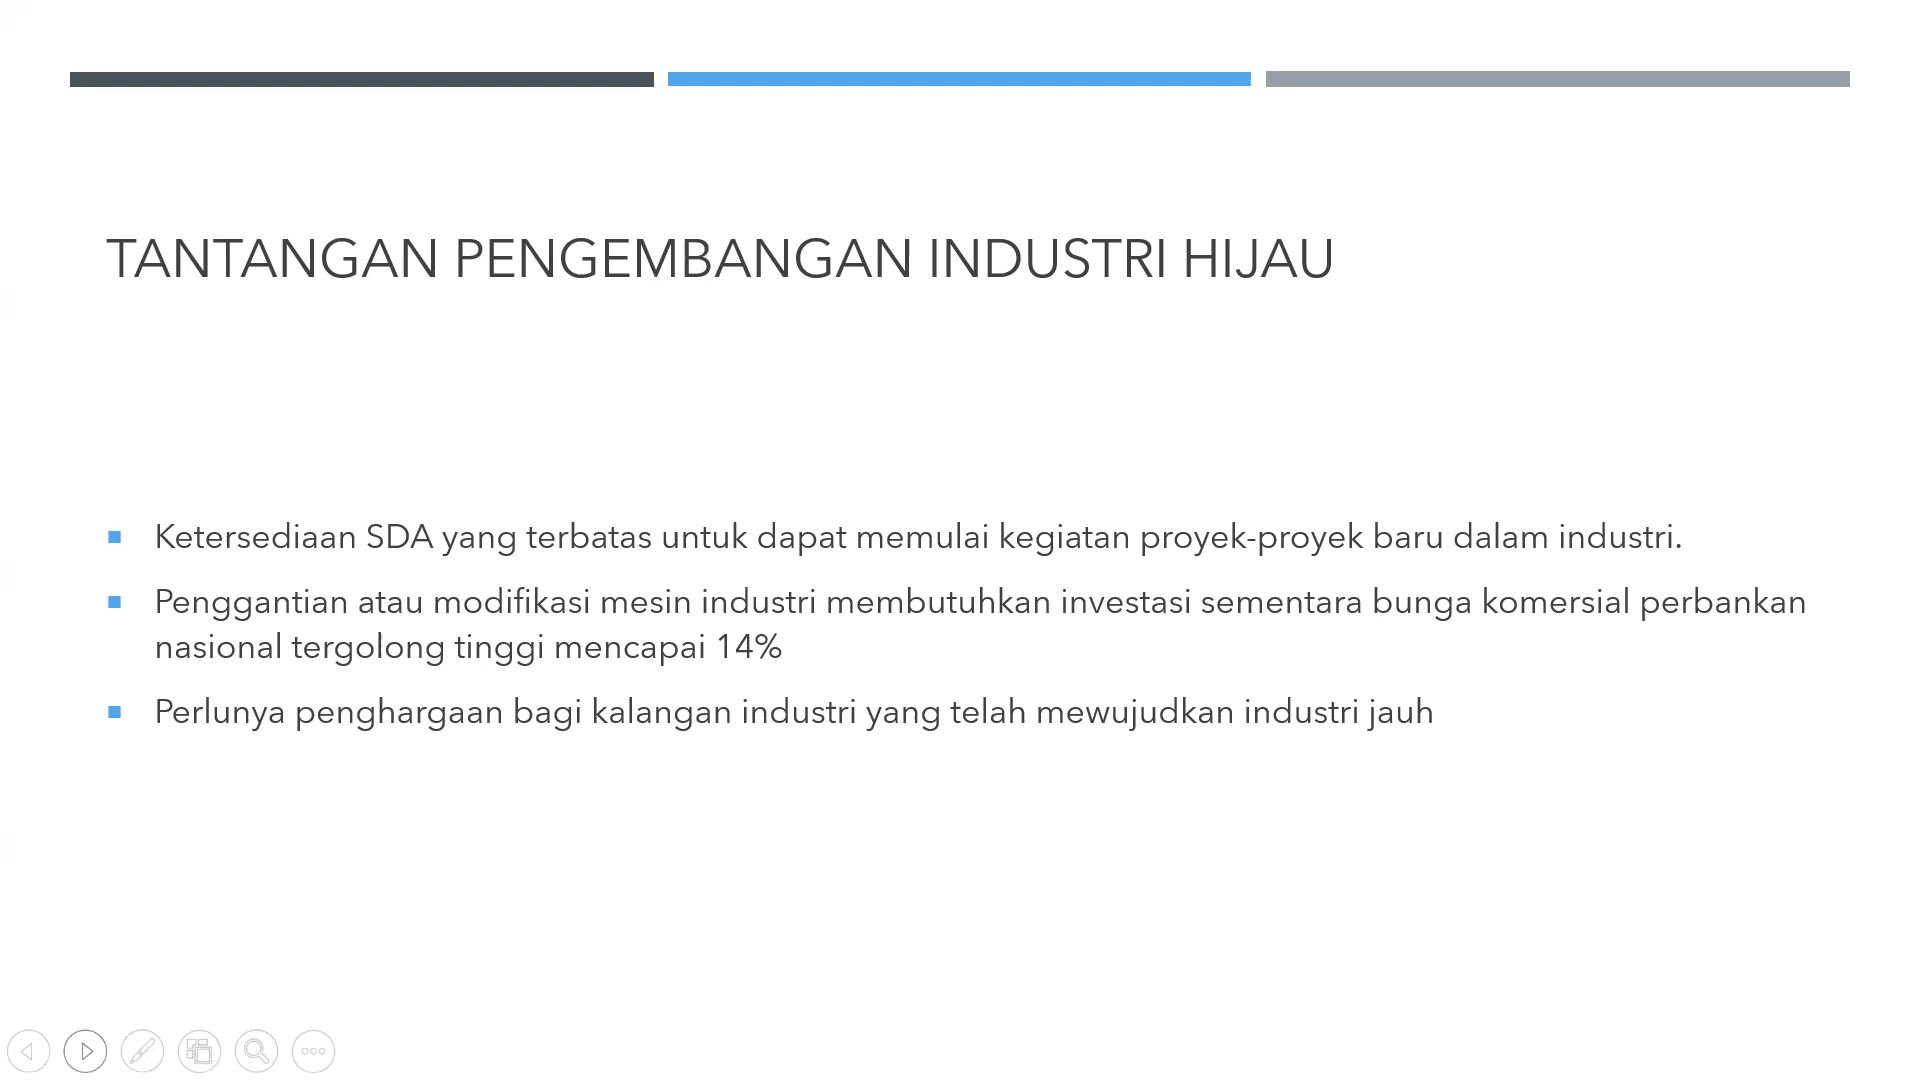 TANTANGAN PENGEMBANGAN INDUSTRI HIJAU
Ketersediaan SDA yang terbatas untuk dapat memulai kegiatan proyek-proyek baru dalam industri.
Penggantian atau modifikasi mesin industri membutuhkan investasi sementara bunga komersial perbankan
nasional tergolong tinggi mencapai 14%
Perlunya penghargaan bagi kalangan industri yang telah mewujudkan industri jauh